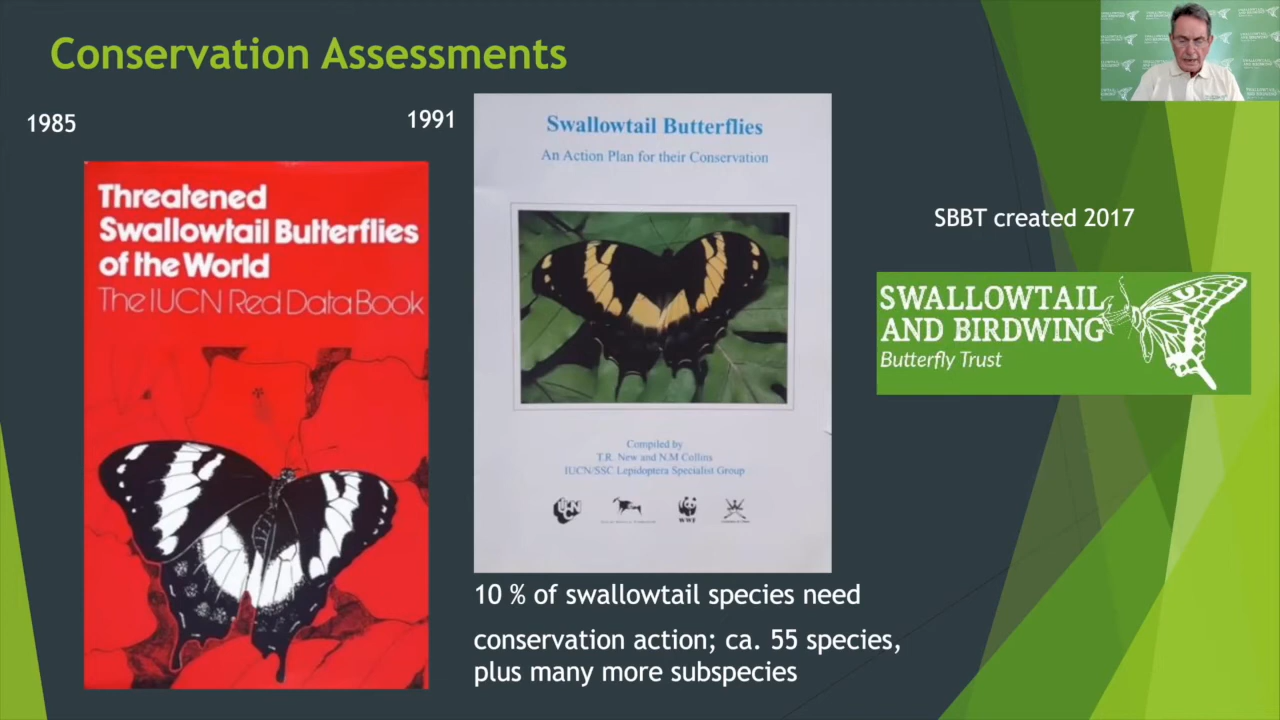 Conservation Assessments
1985
1991
Threatened
Swallowtail Butterflies
of the World
The IUCN Red Data Book
Swallowtail Butterflies
An Action Plan for their Conservation
Compiled by
T.R. New and N.M Collins
IUCN/SSC Lepidoptera Specialist Group
IUCN
WWF
10 % of swallowtail species need
conservation action; ca. 55 species,
plus many more subspecies
SBBT created 2017
SWALLOWTAIL
AND BIRDWING
Butterfly Trust